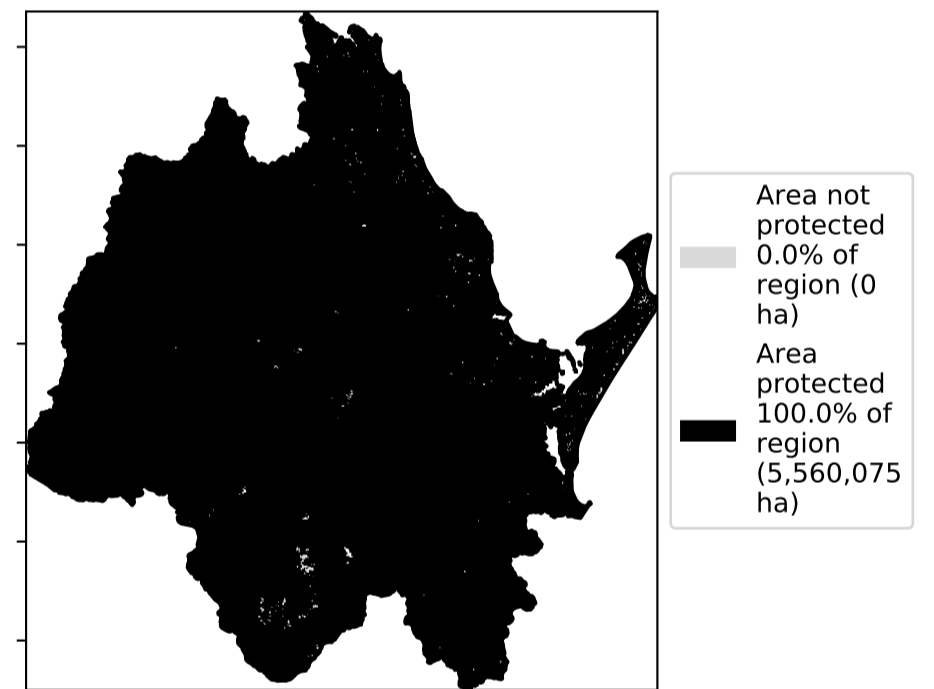 Area not
protected
0.0% of
region (0
ha)
Area
protected
100.0% of
region
(5,560,075
ha)